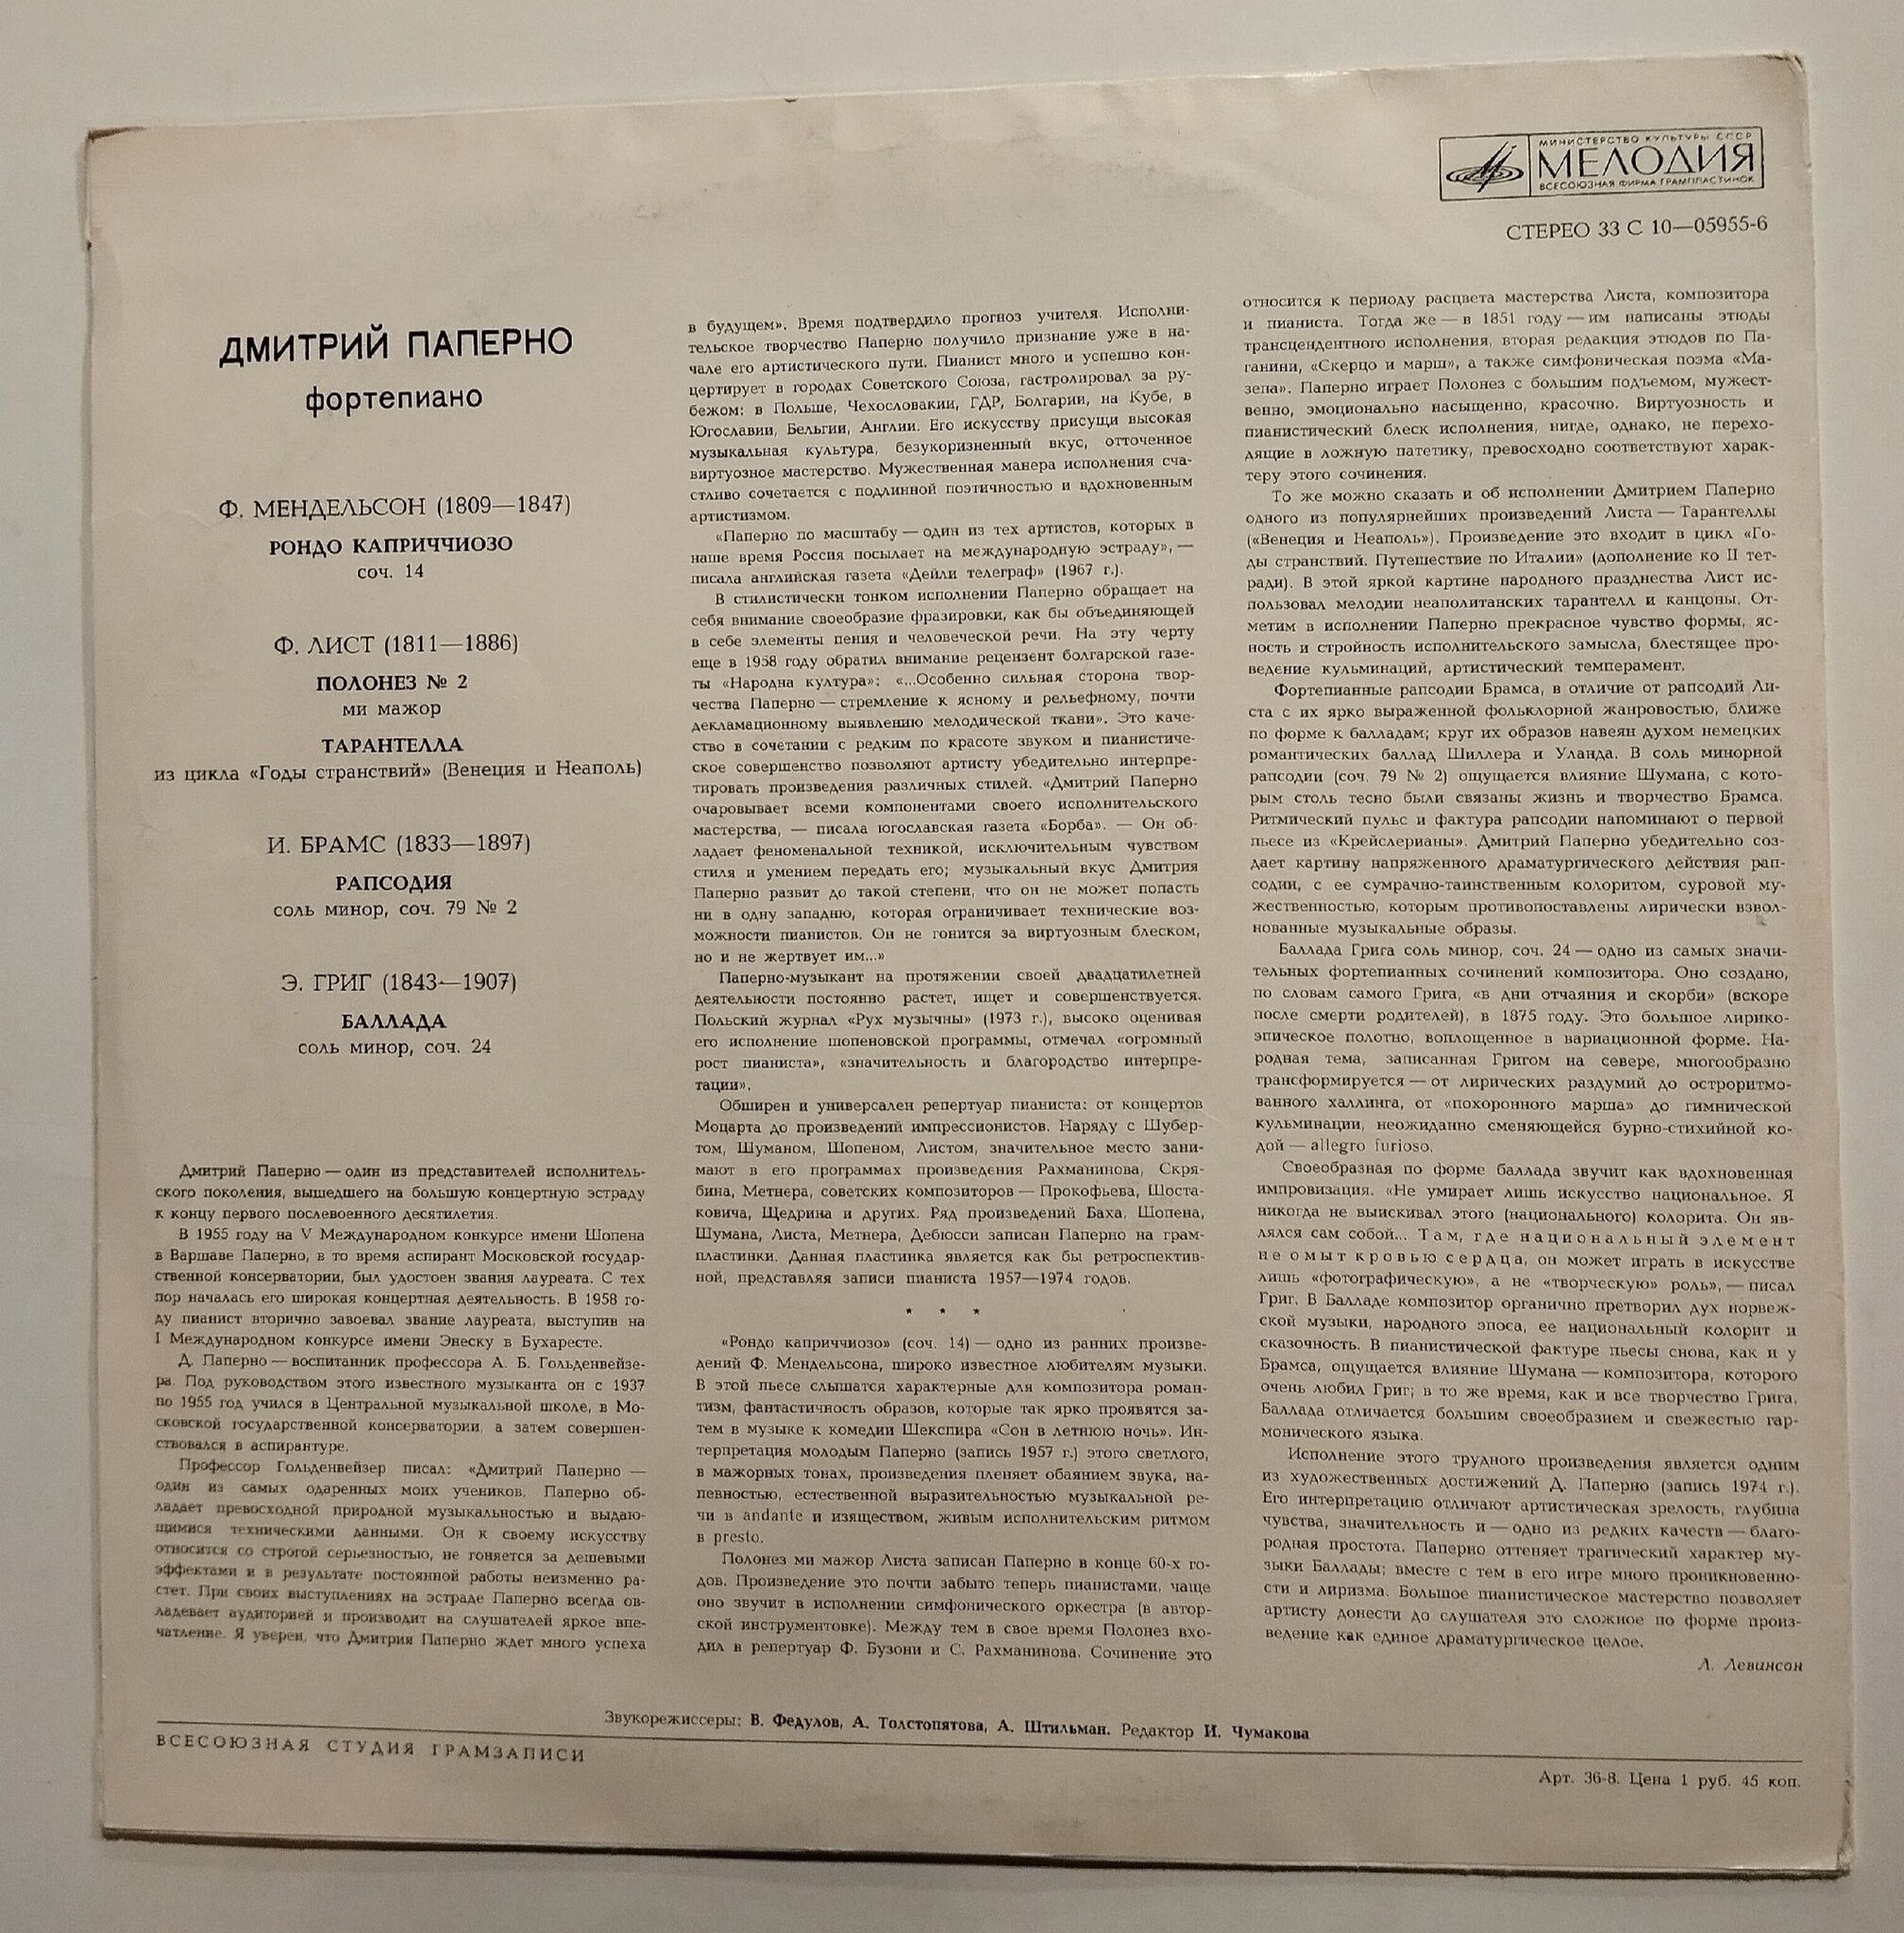 МИНИСТЕРСТВО КУЛЬТУРЫ СССР
МЕЛОДИЯ
ВСЕСОЮЗНАЯ ФИРМА ГРАМПЛАСТИНОК
СТЕРЕО 33 С 10—05955-6
ДМИТРИЙ ПАПЕРНО
фортепиано
Ф. МЕНДЕЛЬСОН (1809—1847)
РОНДО КАПРИЧЧИОЗО
соч. 14
Ф. ЛИСТ (1811—1886)
ПОЛОНЕЗ № 2
ми мажор
ТАРАНТЕЛЛА
из цикла «Годы странствий» (Венеция и Неаполь)
И. БРАМС (1833—1897)
РАПСОДИЯ
соль минор, соч. 79 № 2
Э. ГРИГ (1843—1907)
БАЛЛАДА
соль минор, соч. 24
Дмитрий Паперно — один из представителей исполнитель-
ского поколения, вышедшего на большую концертную эстраду
к концу первого послевоенного десятилетия.
В 1955 году на V Международном конкурсе имени Шопена
в Варшаве Паперно, в то время аспирант Московской государ-
ственной консерватории, был удостоен звания лауреата. С тех
пор началась его широкая концертная деятельность. В 1958 го-
ду пианист вторично завоевал звание лауреата, выступив на
I Международном конкурсе имени Энеску в Бухаресте.
Д. Паперно — воспитанник профессора А. Б. Гольденвейзе-
ра. Под руководством этого известного музыканта он с 1937
по 1955 год учился в Центральной музыкальной школе, в Мо-
сковской государственной консерватории, а затем совершен-
ствовался в аспирантуре.
Профессор Гольденвейзер писал: «Дмитрий Паперно —
один из самых одаренных моих учеников. Паперно об-
ладает превосходной природной музыкальностью и выдаю-
щимися техническими данными. Он к своему искусству
относится со строгой серьезностью, не гоняется за дешевыми
эффектами и в результате постоянной работы неизменно ра-
стет. При своих выступлениях на эстраде Паперно всегда ов-
ладевает аудиторией и производит на слушателей яркое впе-
чатление. Я уверен, что Дмитрия Паперно ждет много успеха
в будущем». Время подтвердило прогноз учителя. Исполни-
тельское творчество Паперно получило признание уже в на-
чале его артистического пути. Пианист много и успешно кон-
цертирует в городах Советского Союза, гастролировал за ру-
бежом: в Польше, Чехословакии, ГДР, Болгарии, на Кубе, в
Югославии, Бельгии, Англии. Его искусству присущи высокая
музыкальная культура, безукоризненный вкус, отточенное
виртуозное мастерство. Мужественная манера исполнения сча-
стливо сочетается с подлинной поэтичностью и вдохновенным
артистизмом.
«Паперно по масштабу — один из тех артистов, которых в
наше время Россия посылает на международную эстраду», —
писала английская газета «Дейли телеграф» (1967 г.).
В стилистически тонком исполнении Паперно обращает на
себя внимание своеобразие фразировки, как бы объединяющей
в себе элементы пения и человеческой речи. На эту черту
еще в 1958 году обратил внимание рецензент болгарской газе-
ты «Народна култура»: «...Особенно сильная сторона твор-
чества Паперно — стремление к ясному и рельефному, почти
декламационному выявлению мелодической ткани». Это каче-
ство в сочетании с редким по красоте звуком и пианистиче-
ское совершенство позволяют артисту убедительно интерпре-
тировать произведения различных стилей. «Дмитрий Паперно
очаровывает всеми компонентами своего исполнительского
мастерства, — писала югославская газета «Борба». — Он об-
ладает феноменальной техникой, исключительным чувством
стиля и умением передать его; музыкальный вкус Дмитрия
Паперно развит до такой степени, что он не может попасть
ни в одну западню, которая ограничивает технические воз-
можности пианистов. Он не гонится за виртуозным блеском,
но и не жертвует им...»
Паперно-музыкант на протяжении своей двадцатилетней
деятельности постоянно растет, ищет и совершенствуется.
Польский журнал «Рух музычны» (1973 г.), высоко оценивая
его исполнение шопеновской программы, отмечал «огромный
рост пианиста», «значительность и благородство интерпре-
тации».
Обширен и универсален репертуар пианиста: от концертов
Моцарта до произведений импрессионистов. Наряду с Шубер-
том, Шуманом, Шопеном, Листом, значительное место зани-
мают в его программах произведения Рахманинова, Скря-
бина, Метнера, советских композиторов — Прокофьева, Шоста-
ковича, Щедрина и других. Ряд произведений Баха, Шопена,
Шумана, Листа, Метнера, Дебюсси записан Паперно на грам-
пластинки. Данная пластинка является как бы ретроспектив-
ной, представляя записи пианиста 1957—1974 годов.
* * *
«Рондо каприччиозо» (соч. 14) — одно из ранних произве-
дений Ф. Мендельсона, широко известное любителям музыки.
В этой пьесе слышатся характерные для композитора роман-
тизм, фантастичность образов, которые так ярко проявятся за-
тем в музыке к комедии Шекспира «Сон в летнюю ночь». Ин-
терпретация молодым Паперно (запись 1957 г.) этого светлого,
в мажорных тонах, произведения пленяет обаянием звука, на-
певностью, естественной выразительностью музыкальной ре-
чи в andante и изяществом, живым исполнительским ритмом
в presto.
Полонез ми мажор Листа записан Паперно в конце 60-х го-
дов. Произведение это почти забыто теперь пианистами, чаще
оно звучит в исполнении симфонического оркестра (в автор-
ской инструментовке). Между тем в свое время Полонез вхо-
дил в репертуар Ф. Бузони и С. Рахманинова. Сочинение это
относится к периоду расцвета мастерства Листа, композитора
и пианиста. Тогда же — в 1851 году — им написаны этюды
трансцендентного исполнения, вторая редакция этюдов по Па-
ганини, «Скерцо и марш», а также симфоническая поэма «Ма-
зепа». Паперно играет Полонез с большим подъемом, мужест-
венно, эмоционально насыщенно, красочно. Виртуозность и
пианистический блеск исполнения, нигде, однако, не перехо-
дящие в ложную патетику, превосходно соответствуют харак-
теру этого сочинения.
То же можно сказать и об исполнении Дмитрием Паперно
одного из популярнейших произведений Листа — Тарантеллы
(«Венеция и Неаполь»). Произведение это входит в цикл «Го-
ды странствий. Путешествие по Италии» (дополнение ко II тет-
ради). В этой яркой картине народного празднества Лист ис-
пользовал мелодии неаполитанских тарантелл и канцоны. От-
метим в исполнении Паперно прекрасное чувство формы, яс-
ность и стройность исполнительского замысла, блестящее про-
ведение кульминаций, артистический темперамент.
Фортепианные рапсодии Брамса, в отличие от рапсодий Ли-
ста с их ярко выраженной фольклорной жанровостью, ближе
по форме к балладам; круг их образов навеян духом немецких
романтических баллад Шиллера и Уланда. В соль минорной
рапсодии (соч. 79 № 2) ощущается влияние Шумана, с кото-
рым столь тесно были связаны жизнь и творчество Брамса.
Ритмический пульс и фактура рапсодии напоминают о первой
пьесе из «Крейслерианы». Дмитрий Паперно убедительно соз-
дает картину напряженного драматургического действия рап-
содии, с ее сумрачно-таинственным колоритом, суровой му-
жественностью, которым противопоставлены лирически взвол-
нованные музыкальные образы.
Баллада Грига соль минор, соч. 24 — одно из самых значи-
тельных фортепианных сочинений композитора. Оно создано,
по словам самого Грига, «в дни отчаяния и скорби» (вскоре
после смерти родителей), в 1875 году. Это большое лирико-
эпическое полотно, воплощенное в вариационной форме. На-
родная тема, записанная Григом на севере, многообразно
трансформируется — от лирических раздумий до остроритмо-
ванного халлинга, от «похоронного марша» до гимнической
кульминации, неожиданно сменяющейся бурно-стихийной ко-
дой — allegro furioso.
Своеобразная по форме баллада звучит как вдохновенная
импровизация. «Не умирает лишь искусство национальное. Я
никогда не выискивал этого (национального) колорита. Он яв-
лялся сам собой... Там, где национальный элемент
не омыт кровью сердца, он может играть в искусстве
лишь «фотографическую», а не «творческую» роль», — писал
Григ. В Балладе композитор органично претворил дух норвеж-
ской музыки, народного эпоса, ее национальный колорит и
сказочность. В пианистической фактуре пьесы снова, как и у
Брамса, ощущается влияние Шумана — композитора, которого
очень любил Григ; в то же время, как и все творчество Грига,
Баллада отличается большим своеобразием и свежестью гар-
монического языка.
Исполнение этого трудного произведения является одним
из художественных достижений Д. Паперно (запись 1974 г.).
Его интерпретацию отличают артистическая зрелость, глубина
чувства, значительность и — одно из редких качеств — благо-
родная простота. Паперно оттеняет трагический характер му-
зыки Баллады; вместе с тем в его игре много проникновенно-
сти и лиризма. Большое пианистическое мастерство позволяет
артисту донести до слушателя это сложное по форме произ-
ведение как единое драматургическое целое.
Л. Левинсон
Звукорежиссеры: В. Федулов, А. Толстопятова, А. Штильман. Редактор И. Чумакова
ВСЕСОЮЗНАЯ СТУДИЯ ГРАМЗАПИСИ
Арт. 36-8. Цена 1 руб. 45 коп.